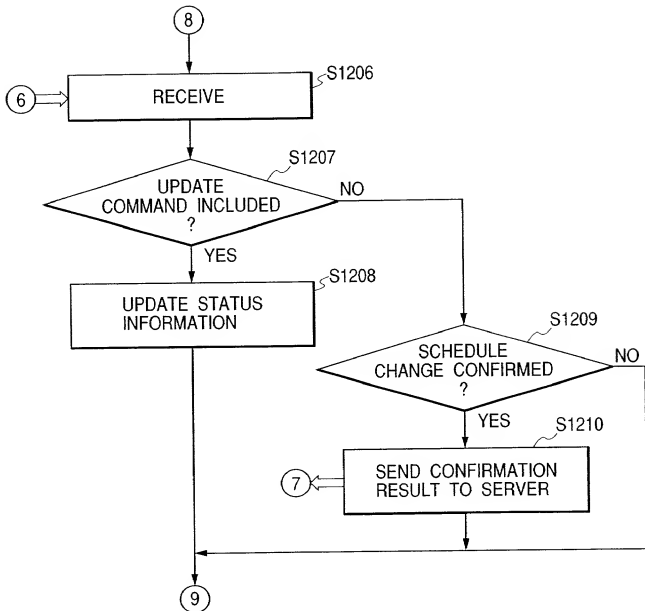 8
S1206
6
RECEIVE
S1207
UPDATE
COMMAND INCLUDED
?
NO
YES
S1208
UPDATE STATUS
INFORMATION
S1209
SCHEDULE
CHANGE CONFIRMED
?
NO
YES
S1210
SEND CONFIRMATION
RESULT TO SERVER
7
9